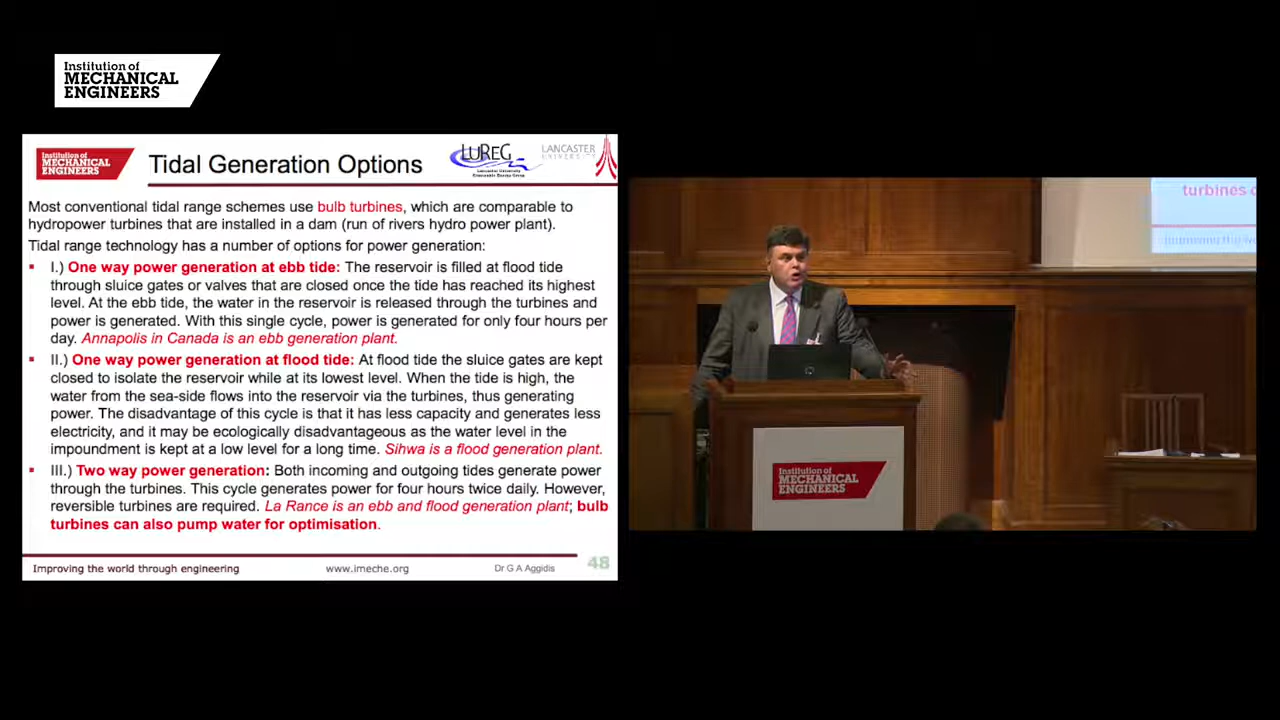 Institution of
MECHANICAL
ENGINEERS
Institution of
MECHANICAL
ENGINEERS
Tidal Generation Options
LUREG
Lancaster University
Renewable Energy Group
LANCASTER
UNIVERSITY
Most conventional tidal range schemes use bulb turbines, which are comparable to
hydropower turbines that are installed in a dam (run of rivers hydro power plant).
Tidal range technology has a number of options for power generation:
▪ I.) One way power generation at ebb tide: The reservoir is filled at flood tide
through sluice gates or valves that are closed once the tide has reached its highest
level. At the ebb tide, the water in the reservoir is released through the turbines and
power is generated. With this single cycle, power is generated for only four hours per
day. Annapolis in Canada is an ebb generation plant.
▪ II.) One way power generation at flood tide: At flood tide the sluice gates are kept
closed to isolate the reservoir while at its lowest level. When the tide is high, the
water from the sea-side flows into the reservoir via the turbines, thus generating
power. The disadvantage of this cycle is that it has less capacity and generates less
electricity, and it may be ecologically disadvantageous as the water level in the
impoundment is kept at a low level for a long time. Sihwa is a flood generation plant.
▪ III.) Two way power generation: Both incoming and outgoing tides generate power
through the turbines. This cycle generates power for four hours twice daily. However,
reversible turbines are required. La Rance is an ebb and flood generation plant; bulb
turbines can also pump water for optimisation.
Improving the world through engineering
www.imeche.org
Dr G A Aggidis
48
turbines c
Institution of
MECHANICAL
ENGINEERS